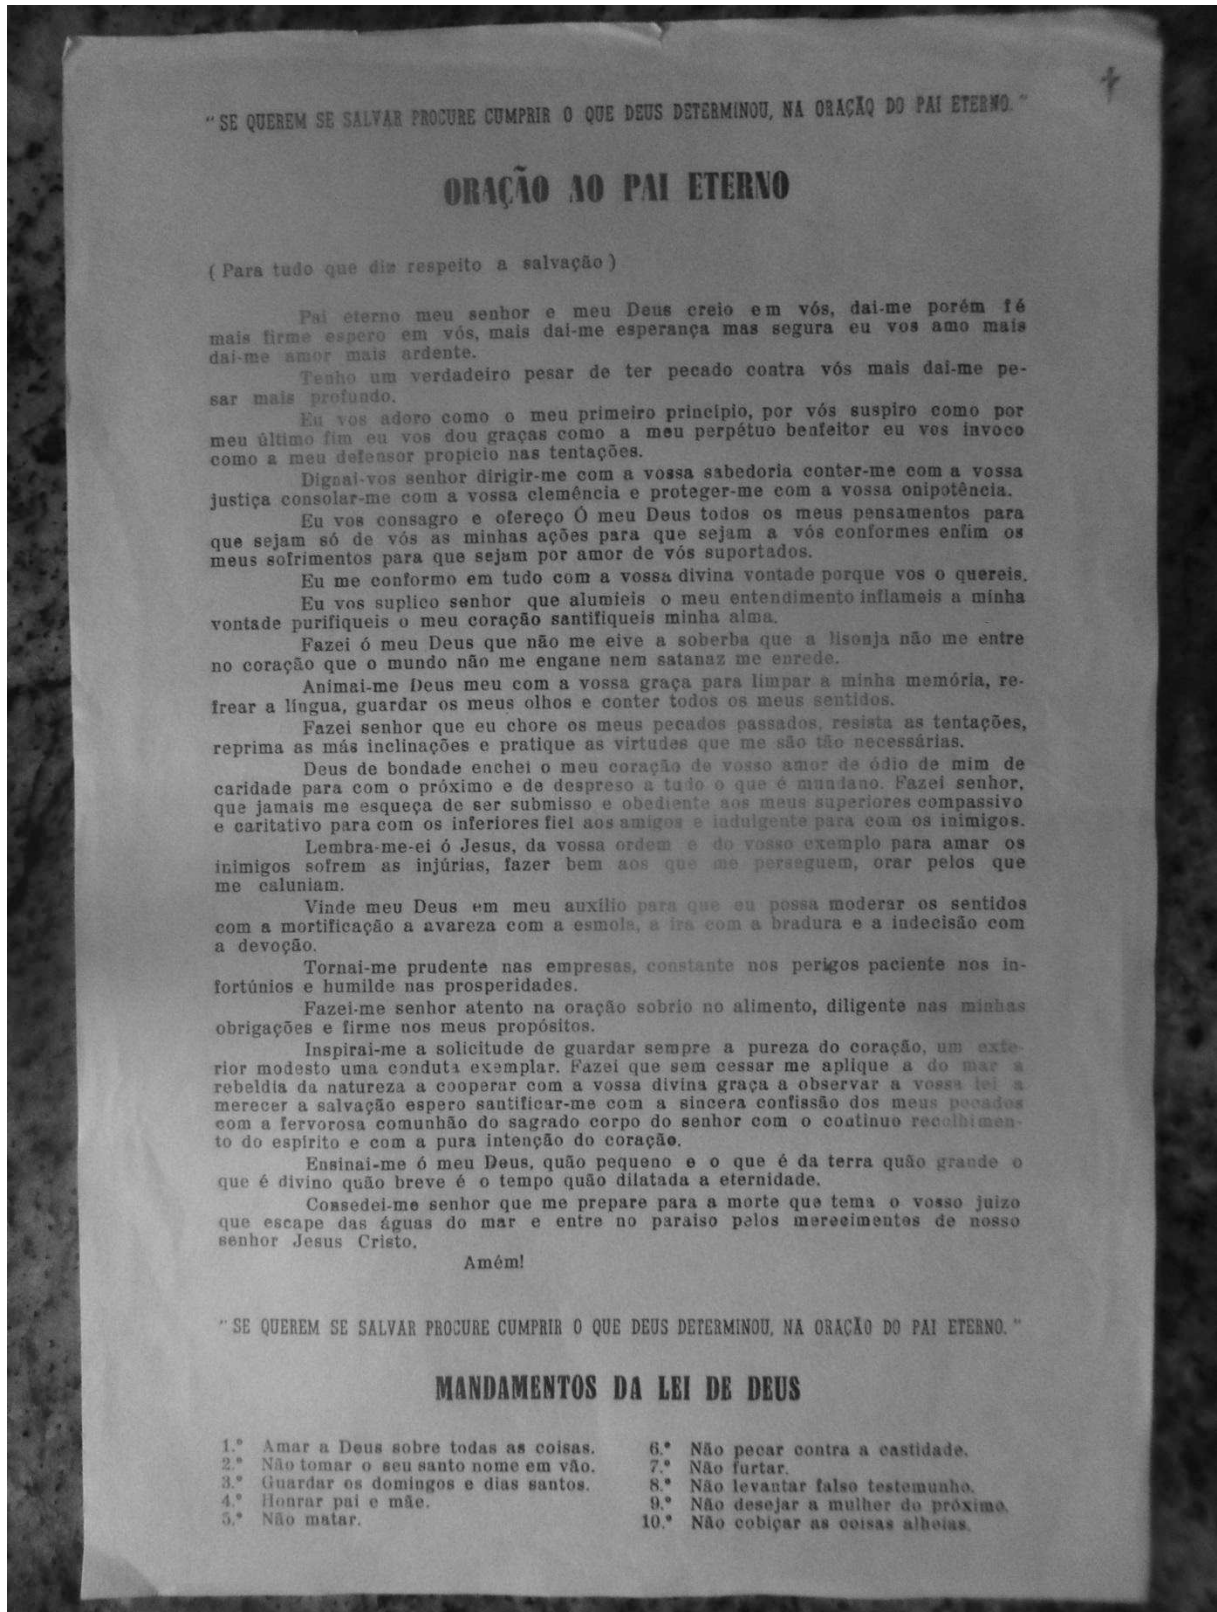 "SE QUEREM SE SALVAR PROCURE CUMPRIR O QUE DEUS DETERMINOU, NA ORAÇÃO DO PAI ETERNO."
ORAÇÃO AO PAI ETERNO
( Para tudo que diz respeito a salvação )
Pai eterno meu senhor e meu Deus creio em vós, dai-me porém fé
mais firme espero em vós, mais dai-me esperança mas segura eu vos amo mais
dai-me amor mais ardente.
Tenho um verdadeiro pesar de ter pecado contra vós mais dai-me pe-
sar mais profundo.
Eu vos adoro como o meu primeiro princípio, por vós suspiro como por
meu último fim eu vos dou graças como a meu perpétuo benfeitor eu vos invoco
como a meu defensor propicio nas tentações.
Dignai-vos senhor dirigir-me com a vossa sabedoria conter-me com a vossa
justiça consolar-me com a vossa clemência e proteger-me com a vossa onipotência.
Eu vos consagro e ofereço Ó meu Deus todos os meus pensamentos para
que sejam só de vós as minhas ações para que sejam a vós conformes enfim os
meus sofrimentos para que sejam por amor de vós suportados.
Eu me conformo em tudo com a vossa divina vontade porque vos o quereis.
Eu vos suplico senhor que alumieis o meu entendimento inflameis a minha
vontade purifiqueis o meu coração santifiqueis minha alma.
Fazei ó meu Deus que não me eive a soberba que a lisonja não me entre
no coração que o mundo não me engane nem satanaz me enrede.
Animai-me Deus meu com a vossa graça para limpar a minha memória, re-
frear a língua, guardar os meus olhos e conter todos os meus sentidos.
Fazei senhor que eu chore os meus pecados passados, resista as tentações,
reprima as más inclinações e pratique as virtudes que me são tão necessárias.
Deus de bondade enchei o meu coração de vosso amor de ódio de mim de
caridade para com o próximo e de despreso a tudo o que é mundano. Fazei senhor,
que jamais me esqueça de ser submisso e obediente aos meus superiores compassivo
e caritativo para com os inferiores fiel aos amigos e indulgente para com os inimigos.
Lembra-me-ei ó Jesus, da vossa ordem e do vosso exemplo para amar os
inimigos sofrem as injúrias, fazer bem aos que me perseguem, orar pelos que
me caluniam.
Vinde meu Deus em meu auxílio para que eu possa moderar os sentidos
com a mortificação a avareza com a esmola, a ira com a bradura e a indecisão com
a devoção.
Tornai-me prudente nas empresas, constante nos perigos paciente nos in-
fortúnios e humilde nas prosperidades.
Fazei-me senhor atento na oração sobrio no alimento, diligente nas minhas
obrigações e firme nos meus propósitos.
Inspirai-me a solicitude de guardar sempre a pureza do coração, um exte-
rior modesto uma conduta exemplar. Fazei que sem cessar me aplique a do mar a
rebeldia da natureza a cooperar com a vossa divina graça a observar a vossa lei a
merecer a salvação espero santificar-me com a sincera confissão dos meus pecados
com a fervorosa comunhão do sagrado corpo do senhor com o continuo recolhimen-
to do espírito e com a pura intenção do coração.
Ensinai-me ó meu Deus, quão pequeno e o que é da terra quão grande o
que é divino quão breve é o tempo quão dilatada a eternidade.
Consedei-me senhor que me prepare para a morte que tema o vosso juizo
que escape das águas do mar e entre no paraiso pelos merecimentos de nosso
senhor Jesus Cristo.
Amém!
"SE QUEREM SE SALVAR PROCURE CUMPRIR O QUE DEUS DETERMINOU, NA ORAÇÃO DO PAI ETERNO."
MANDAMENTOS DA LEI DE DEUS
1.º Amar a Deus sobre todas as coisas.
2.º Não tomar o seu santo nome em vão.
3.º Guardar os domingos e dias santos.
4.º Honrar pai e mãe.
5.º Não matar.
6.º Não pecar contra a castidade.
7.º Não furtar.
8.º Não levantar falso testemunho.
9.º Não desejar a mulher do próximo.
10.º Não cobiçar as coisas alheias.